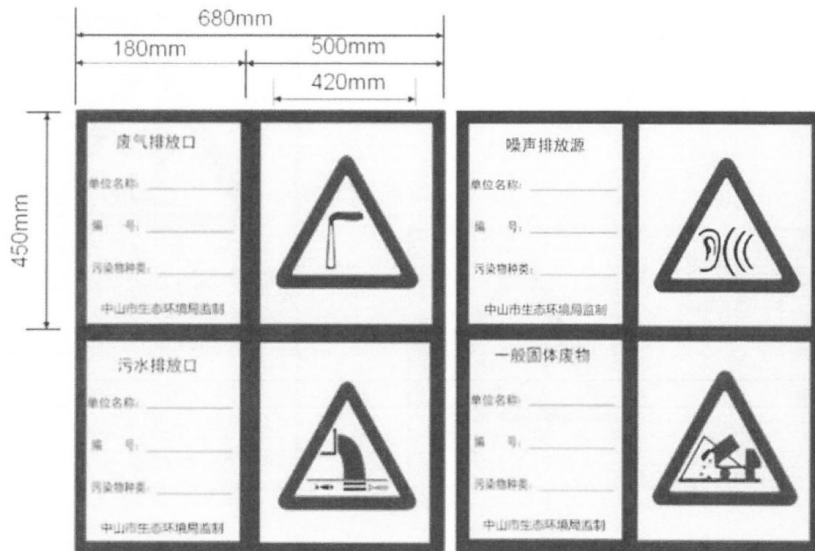 680mm
180mm
500mm
420mm
450mm
废气排放口
单位名称：
编 号：
污染物种类：
中山市生态环境局监制
噪声排放源
单位名称：
编 号：
污染物种类：
中山市生态环境局监制
污水排放口
单位名称：
编 号：
污染物种类：
中山市生态环境局监制
一般固体废物
单位名称：
编 号：
污染物种类：
中山市生态环境局监制